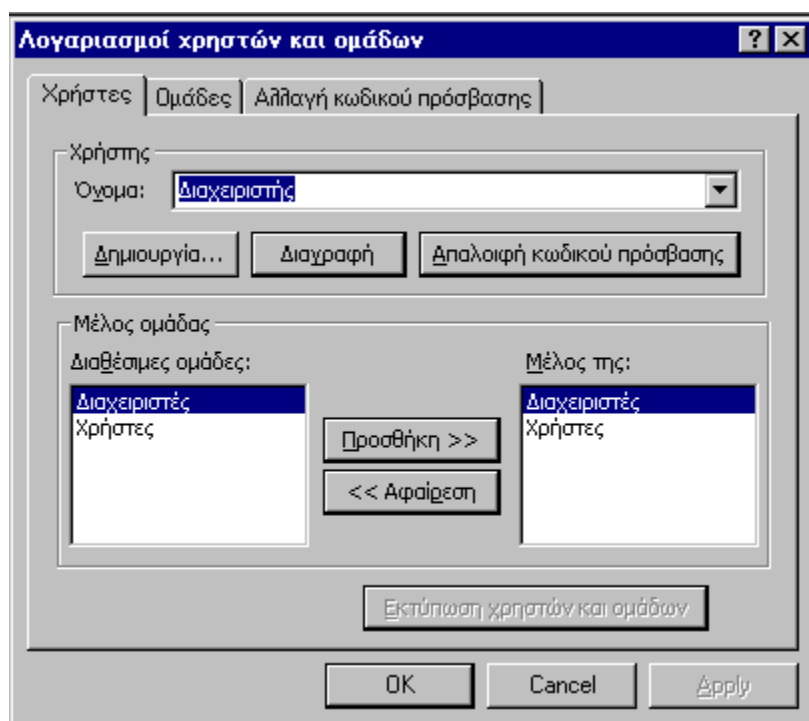 Λογαριασμοί χρηστών και ομάδων
Χρήστες Ομάδες Αλλαγή κωδικού πρόσβασης
Χρήστης
Όνομα: Διαχειριστής
Δημιουργία... Διαγραφή Απαλοιφή κωδικού πρόσβασης
Μέλος ομάδας
Διαθέσιμες ομάδες: Μέλος της:
Διαχειριστές Διαχειριστές
Χρήστες Χρήστες
Προσθήκη >>
<< Αφαίρεση
Εκτύπωση χρηστών και ομάδων
OK Cancel Apply